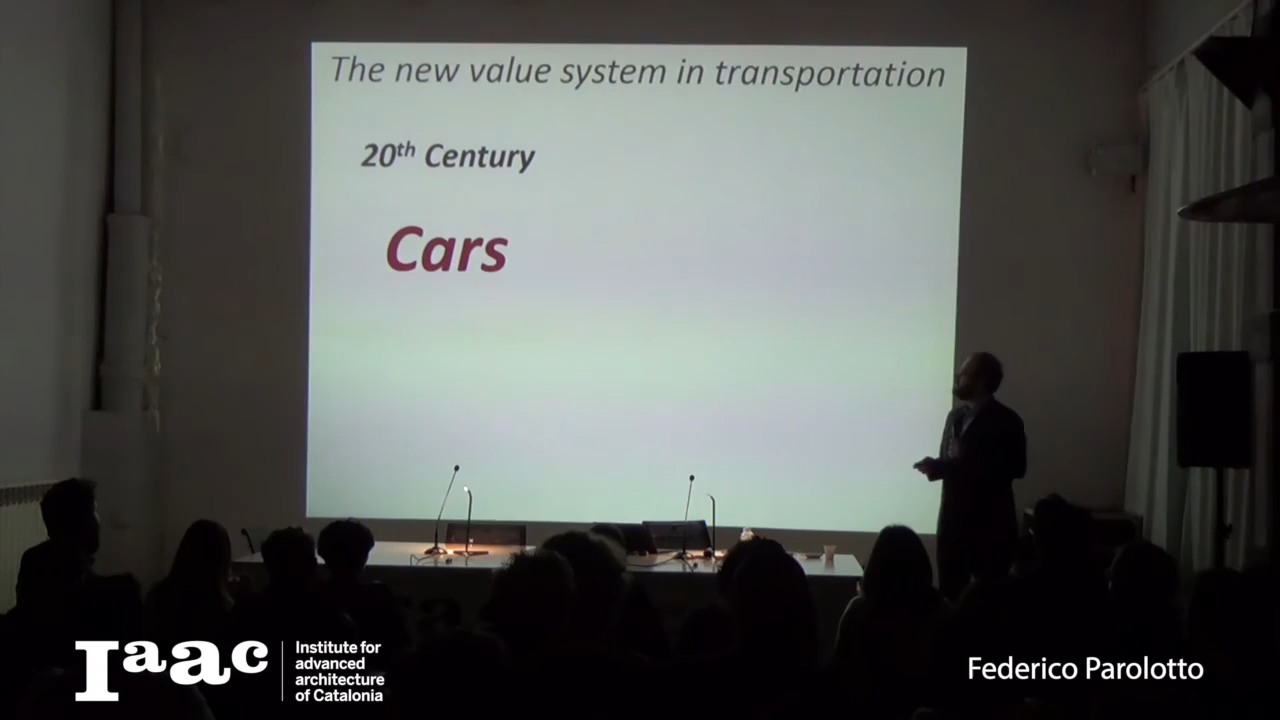 The new value system in transportation
20th Century
Cars
Iaac
Institute for
advanced
architecture
of Catalonia
Federico Parolotto